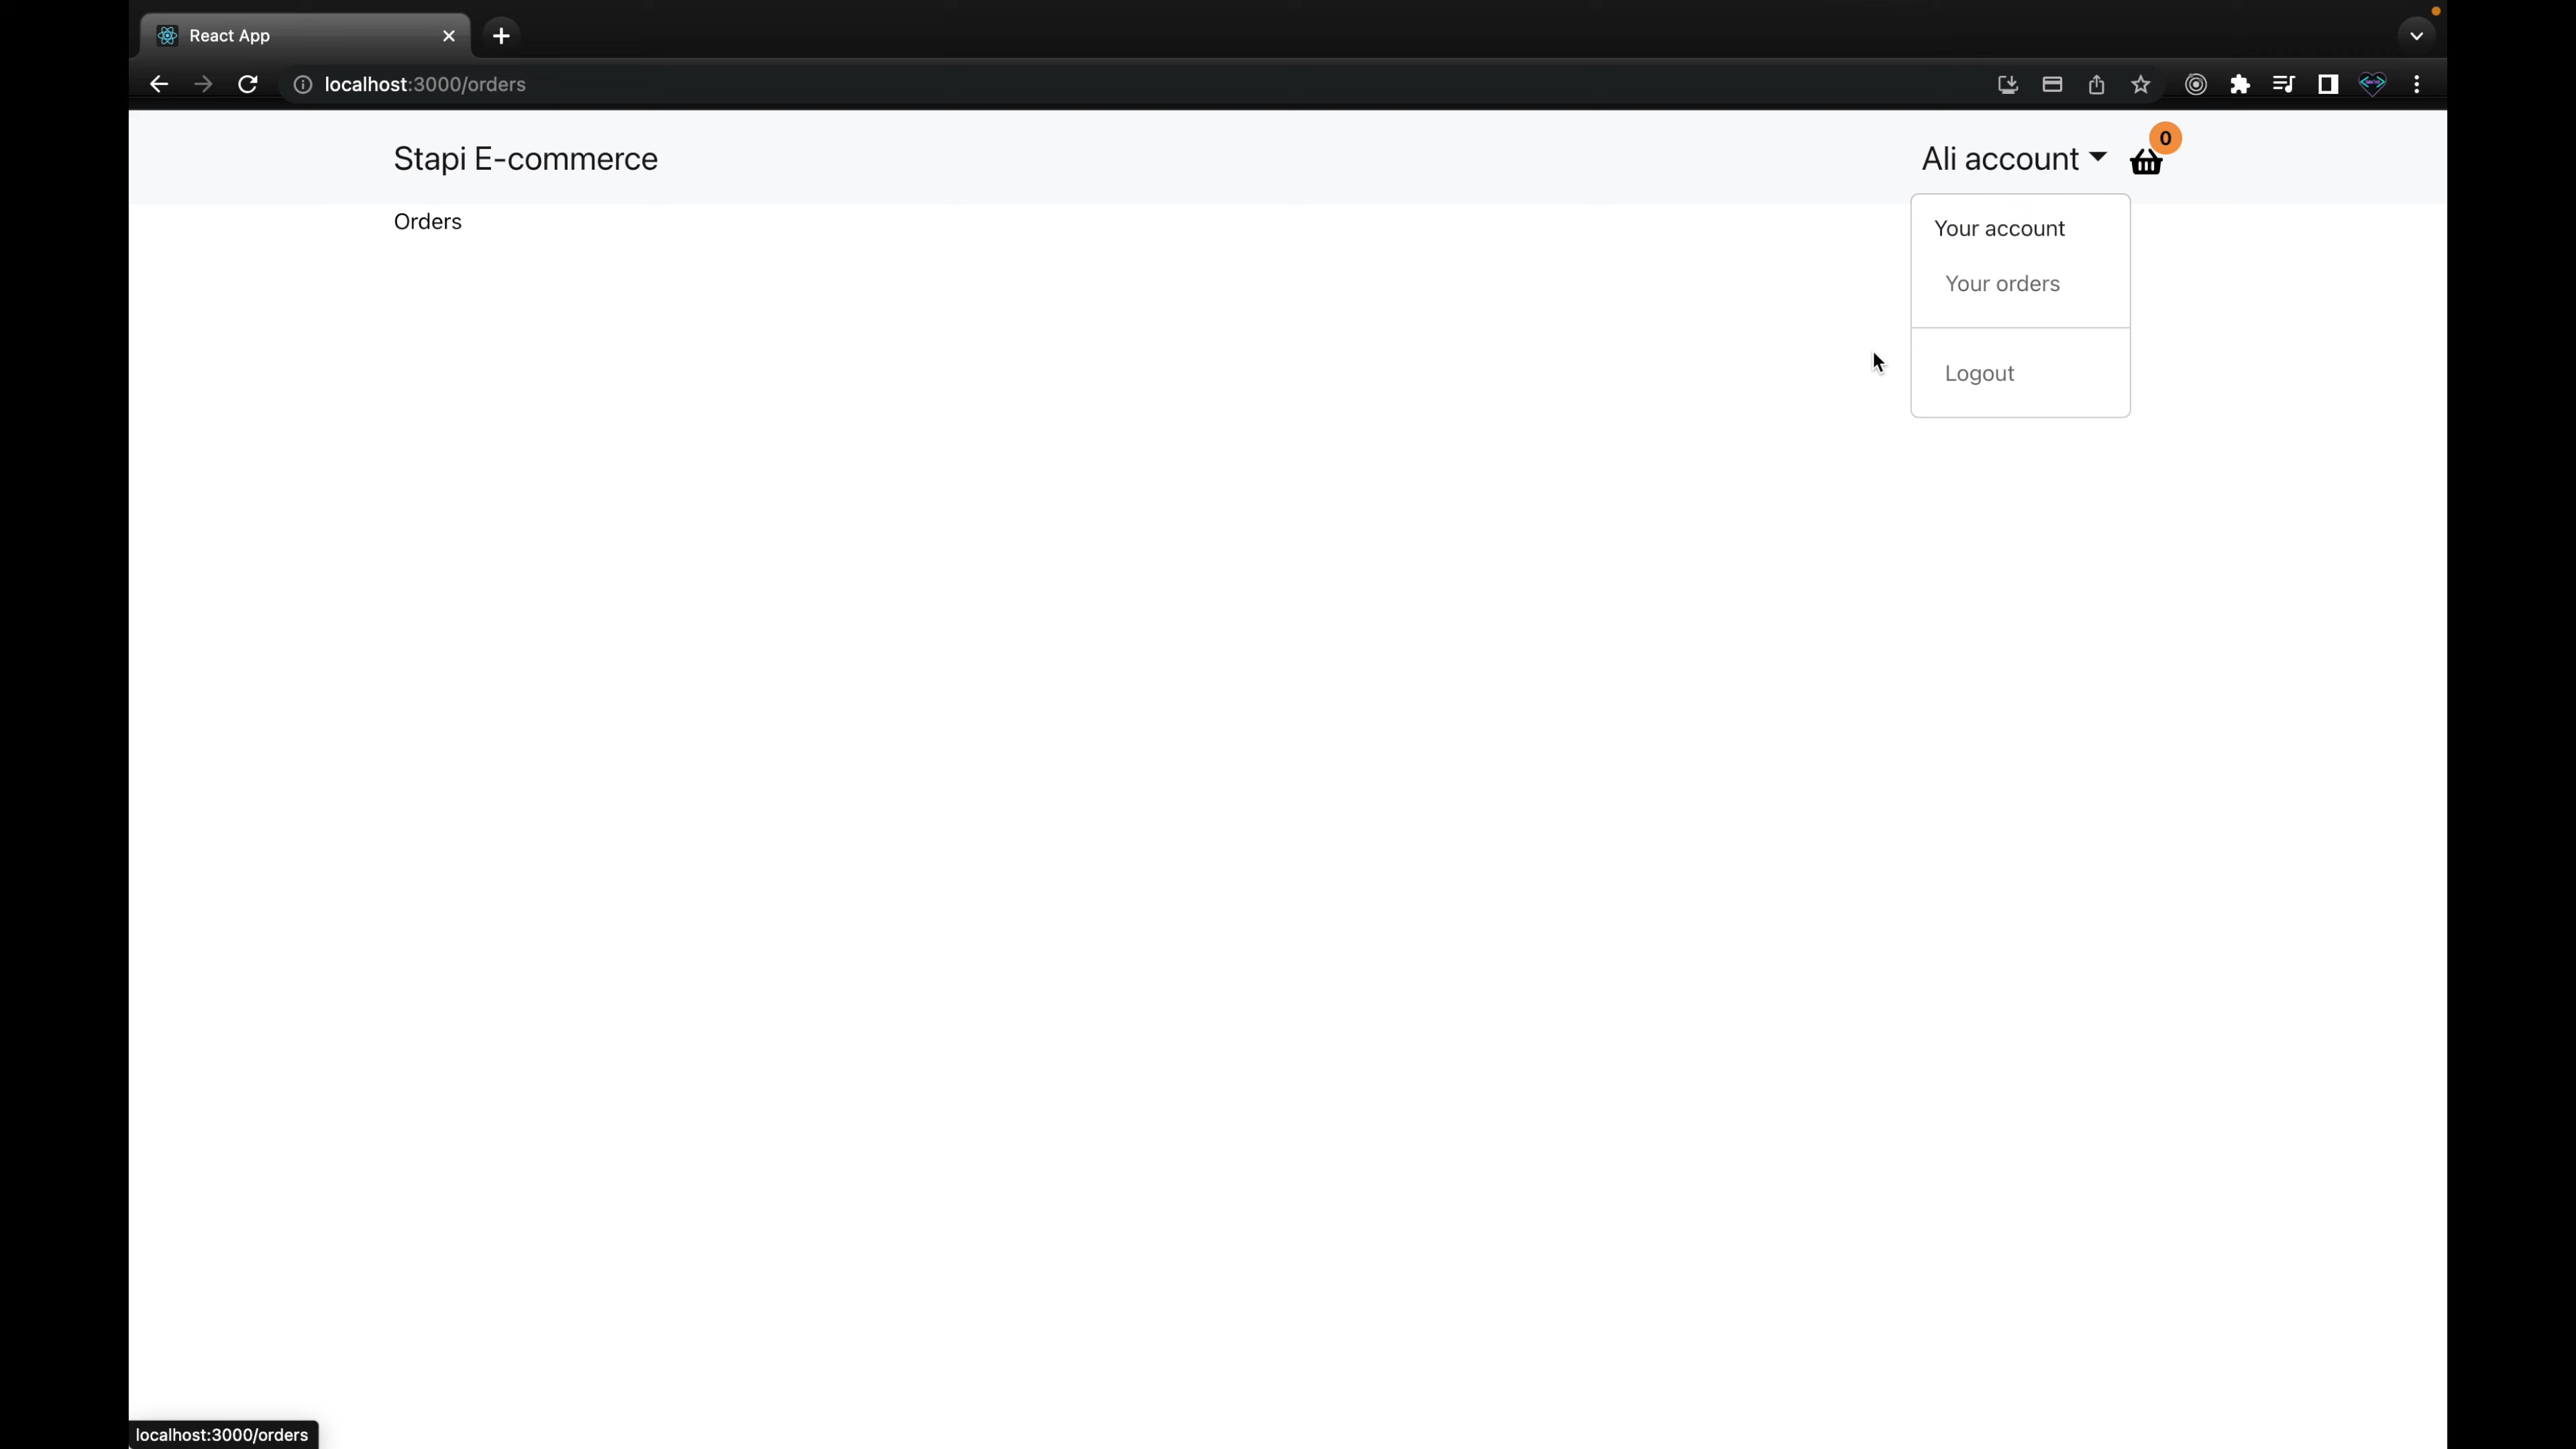 React App
localhost:3000/orders
Stapi E-commerce
Ali account
0
Orders
Your account
Your orders
Logout
localhost:3000/orders